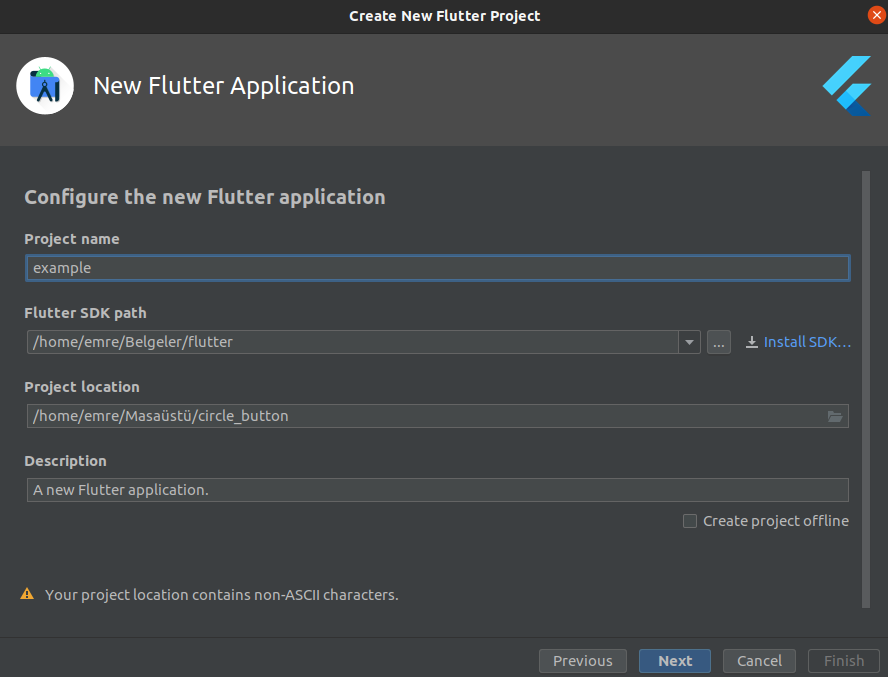 Create New Flutter Project
New Flutter Application
Configure the new Flutter application
Project name
example
Flutter SDK path
/home/emre/Belgeler/flutter
...
Install SDK...
Project location
/home/emre/Masaüstü/circle_button
Description
A new Flutter application.
Create project offline
Your project location contains non-ASCII characters.
Previous Next Cancel Finish